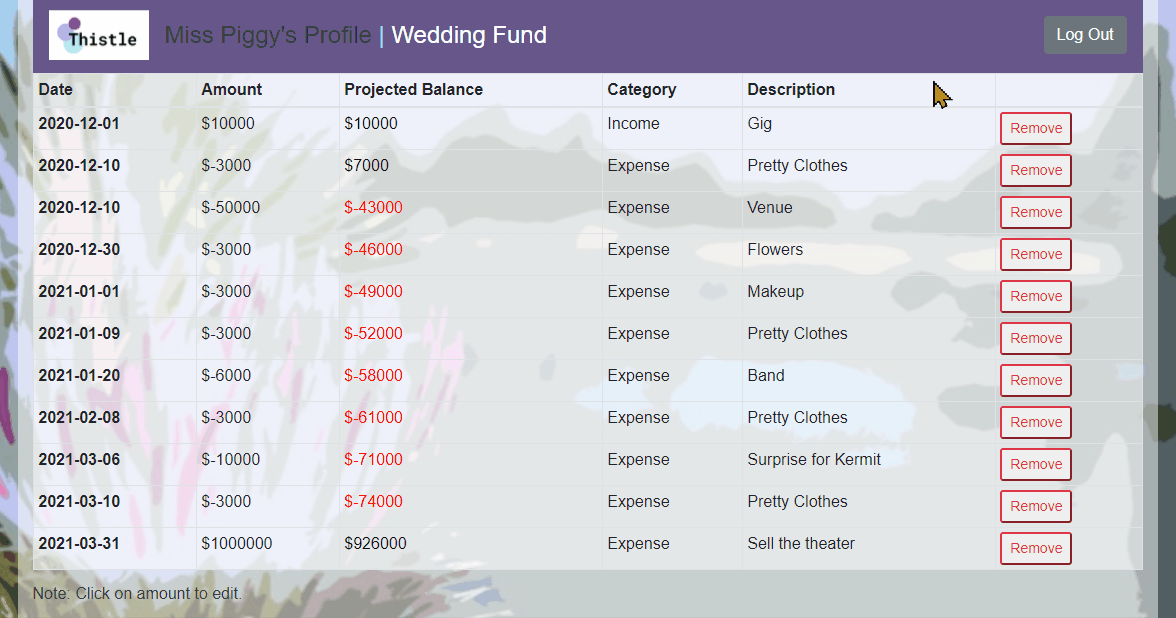 Thistle Miss Piggy's Profile | Wedding Fund Log Out
Date Amount Projected Balance Category Description
2020-12-01 $10000 $10000 Income Gig Remove
2020-12-10 $-3000 $7000 Expense Pretty Clothes Remove
2020-12-10 $-50000 $-43000 Expense Venue Remove
2020-12-30 $-3000 $-46000 Expense Flowers Remove
2021-01-01 $-3000 $-49000 Expense Makeup Remove
2021-01-09 $-3000 $-52000 Expense Pretty Clothes Remove
2021-01-20 $-6000 $-58000 Expense Band Remove
2021-02-08 $-3000 $-61000 Expense Pretty Clothes Remove
2021-03-06 $-10000 $-71000 Expense Surprise for Kermit Remove
2021-03-10 $-3000 $-74000 Expense Pretty Clothes Remove
2021-03-31 $1000000 $926000 Expense Sell the theater Remove
Note: Click on amount to edit.